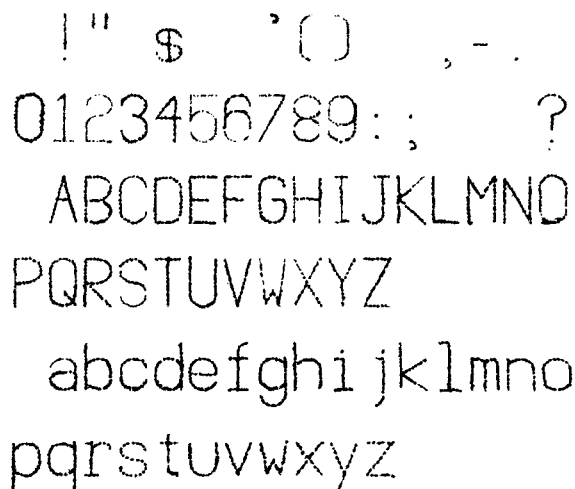 ! " $ ' ( ) , - .
0123456789:; ?
ABCDEFGHIJKLMNO
PQRSTUVWXYZ
abcdefghijklmno
pqrstuvwxyz